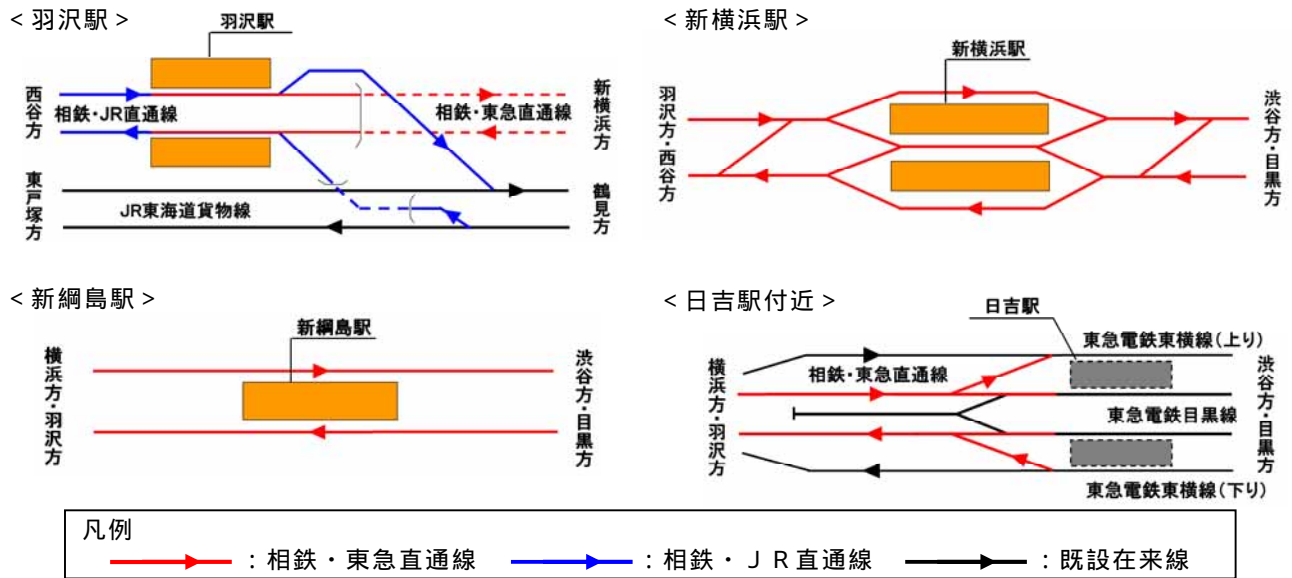 <羽沢駅>
羽沢駅
西谷方
相鉄・JR直通線
相鉄・東急直通線
新横浜方
東戸塚方
JR東海道貨物線
鶴見方
<新横浜駅>
新横浜駅
羽沢方・西谷方
渋谷方・目黒方
<新綱島駅>
新綱島駅
横浜方・羽沢方
渋谷方・目黒方
<日吉駅付近>
日吉駅
東急電鉄東横線(上り)
相鉄・東急直通線
横浜方・羽沢方
東急電鉄目黒線
渋谷方・目黒方
東急電鉄東横線(下り)
凡例
:相鉄・東急直通線 :相鉄・JR直通線 :既設在来線